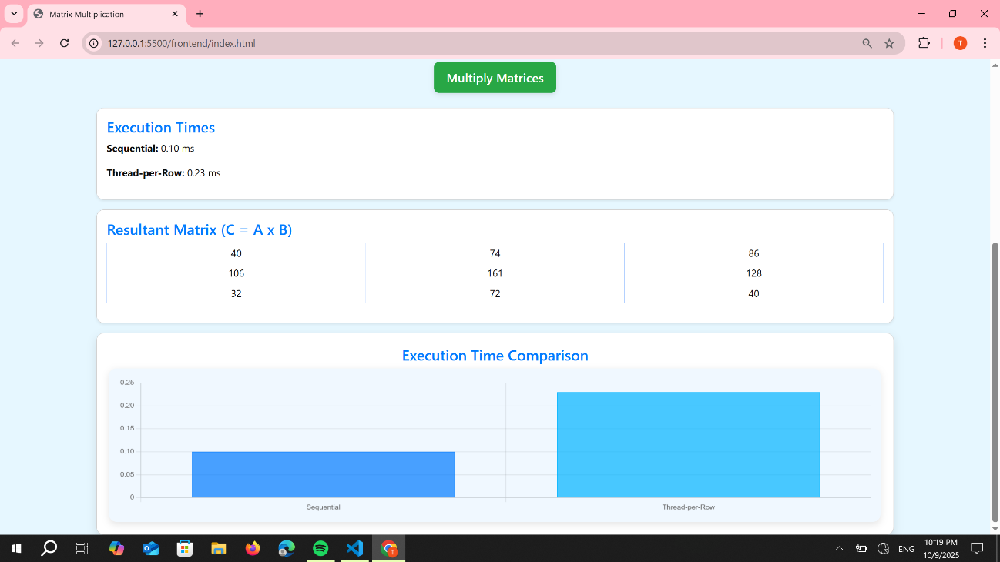 Matrix Multiplication
127.0.0.1:5500/frontend/index.html
T
Multiply Matrices
Execution Times
Sequential: 0.10 ms
Thread-per-Row: 0.23 ms
Resultant Matrix (C = A x B)
40 74 86
106 161 128
32 72 40
Execution Time Comparison
0.25
0.20
0.15
0.10
0.05
0
Sequential Thread-per-Row
T
ENG
10:19 PM
10/9/2025